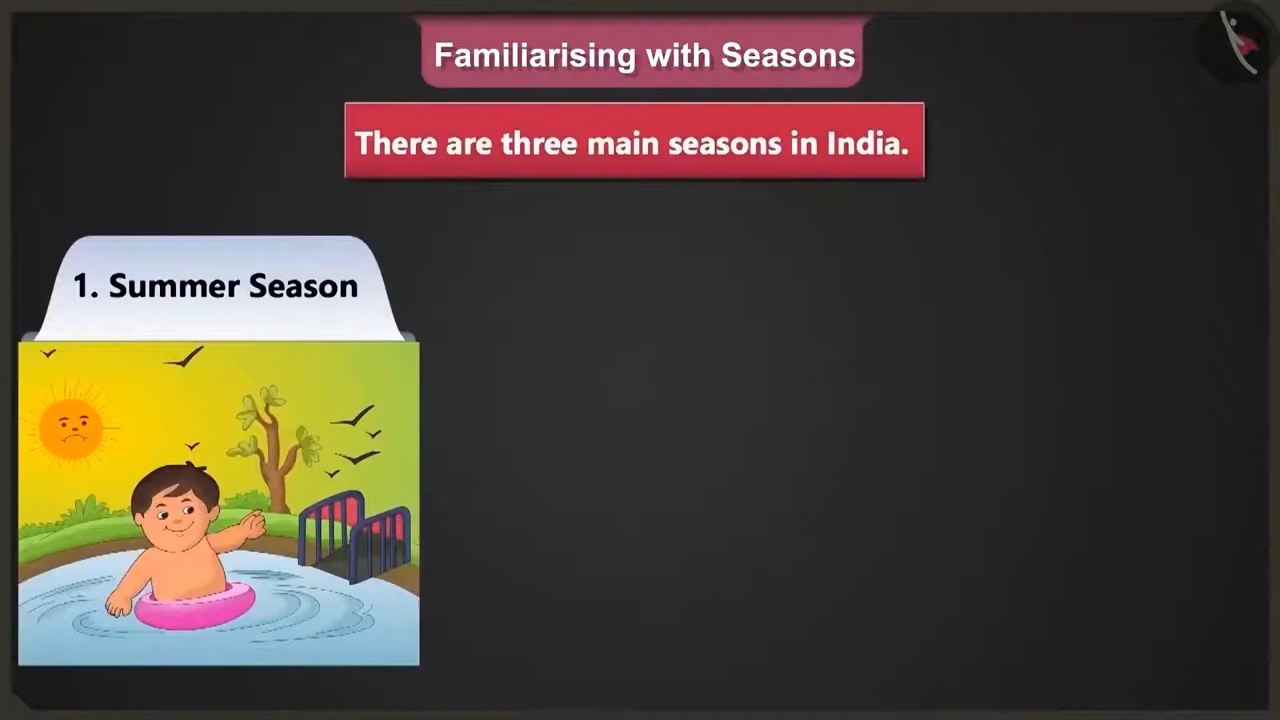 Familiarising with Seasons
There are three main seasons in India.
1. Summer Season